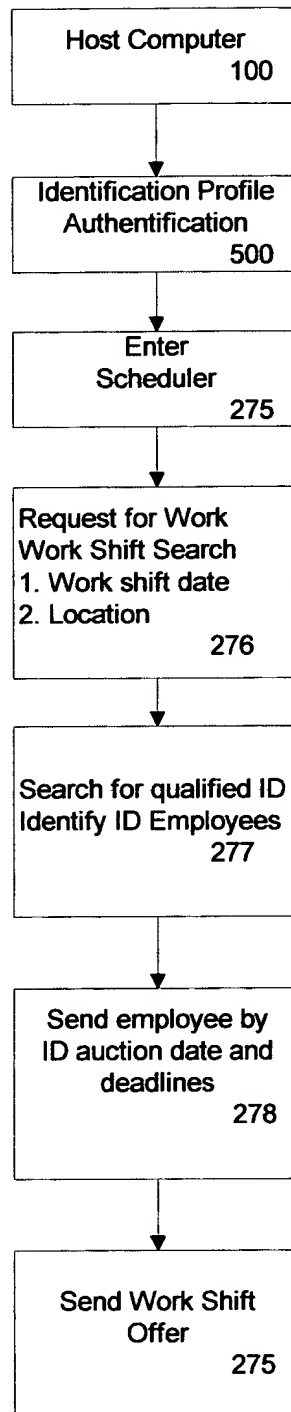 Host Computer
100
Identification Profile
Authentification
500
Enter
Scheduler
275
Request for Work
Work Shift Search
1. Work shift date
2. Location
276
Search for qualified ID
Identify ID Employees
277
Send employee by
ID auction date and
deadlines
278
Send Work Shift
Offer
275